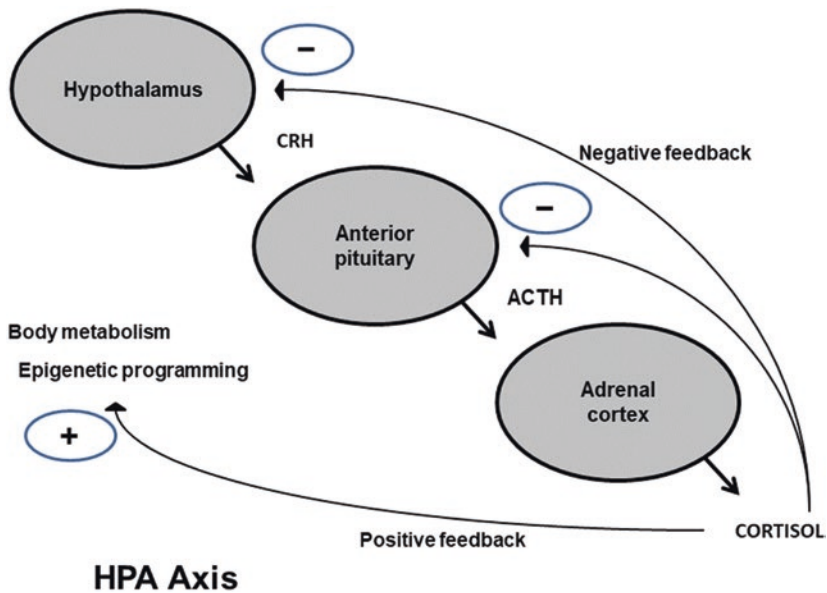 −
Hypothalamus
CRH
Negative feedback
−
Anterior
pituitary
ACTH
Body metabolism
Epigenetic programming
Adrenal
cortex
+
CORTISOL
Positive feedback
HPA Axis